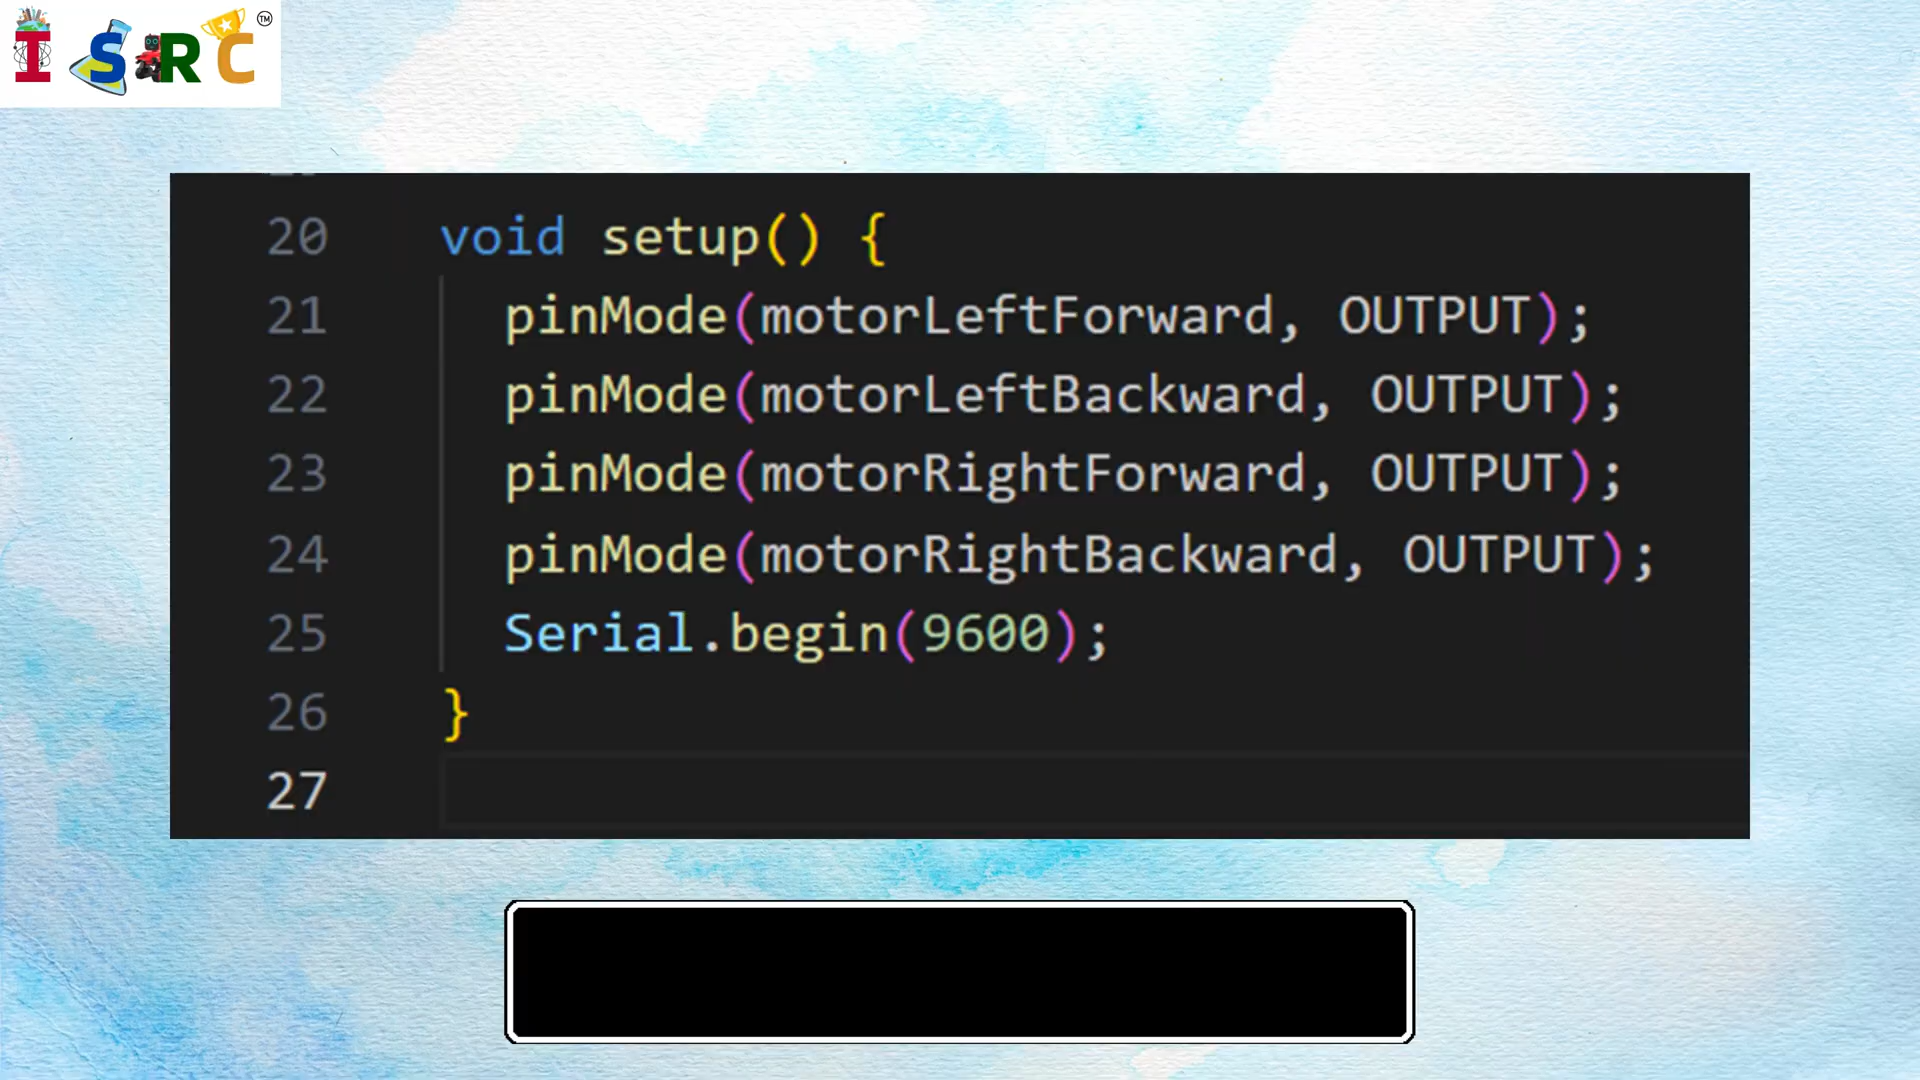 ISRC™
20 void setup() {
21 pinMode(motorLeftForward, OUTPUT);
22 pinMode(motorLeftBackward, OUTPUT);
23 pinMode(motorRightForward, OUTPUT);
24 pinMode(motorRightBackward, OUTPUT);
25 Serial.begin(9600);
26 }
27